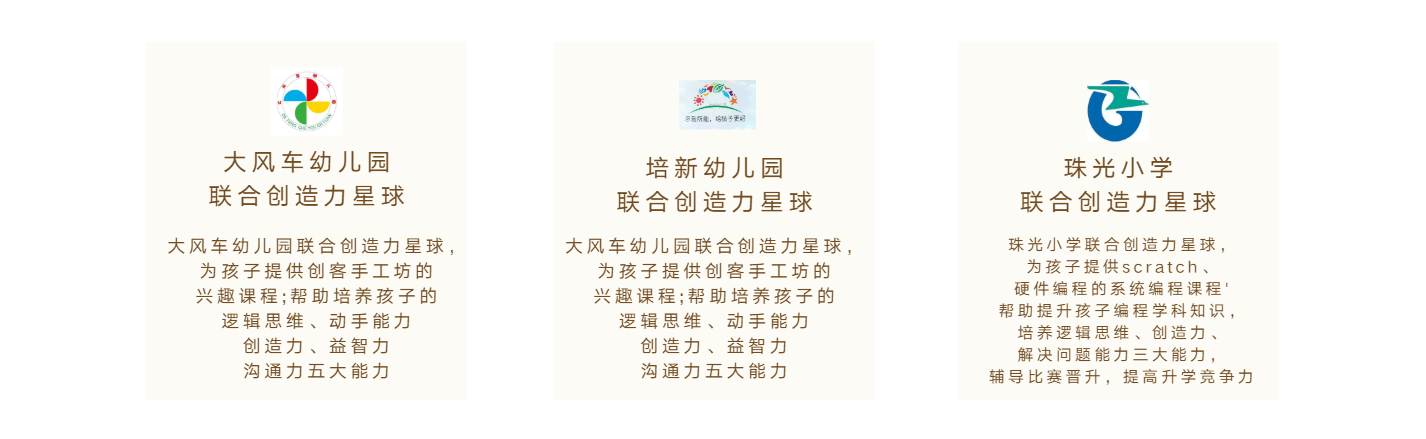 大风车幼儿园
联合创造力星球
大风车幼儿园联合创造力星球，
为孩子提供创客手工坊的
兴趣课程;帮助培养孩子的
逻辑思维、动手能力
创造力、益智力
沟通力五大能力
尽我所能，给孩子更好
培新幼儿园
联合创造力星球
大风车幼儿园联合创造力星球，
为孩子提供创客手工坊的
兴趣课程;帮助培养孩子的
逻辑思维、动手能力
创造力、益智力
沟通力五大能力
珠光小学
联合创造力星球
珠光小学联合创造力星球，
为孩子提供scratch、
硬件编程的系统编程课程'
帮助提升孩子编程学科知识，
培养逻辑思维、创造力、
解决问题能力三大能力，
辅导比赛晋升，提高升学竞争力